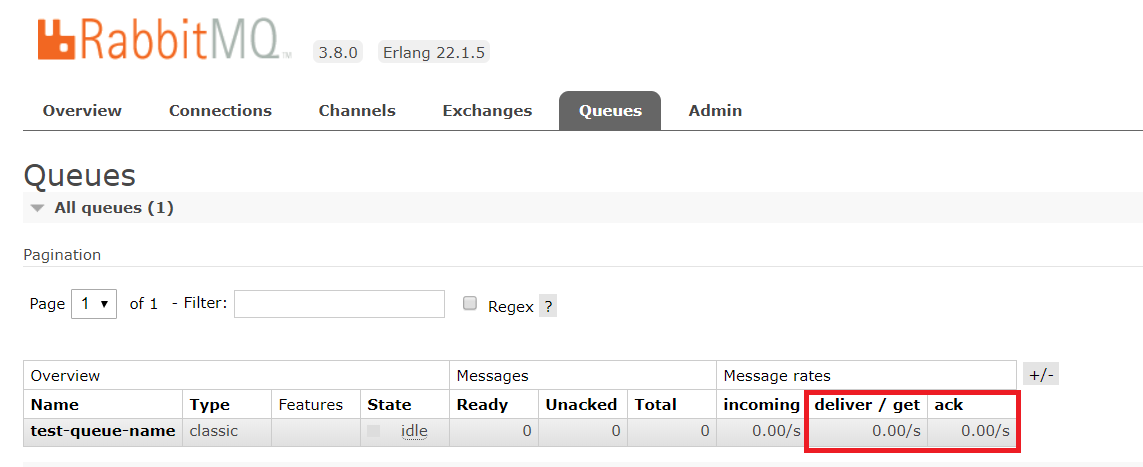 RabbitMQ TM 3.8.0 Erlang 22.1.5
Overview Connections Channels Exchanges Queues Admin
Queues
All queues (1)
Pagination
Page 1 of 1 - Filter: Regex ?
Overview Messages Message rates +/-
Name Type Features State Ready Unacked Total incoming deliver / get ack
test-queue-name classic idle 0 0 0 0.00/s 0.00/s 0.00/s